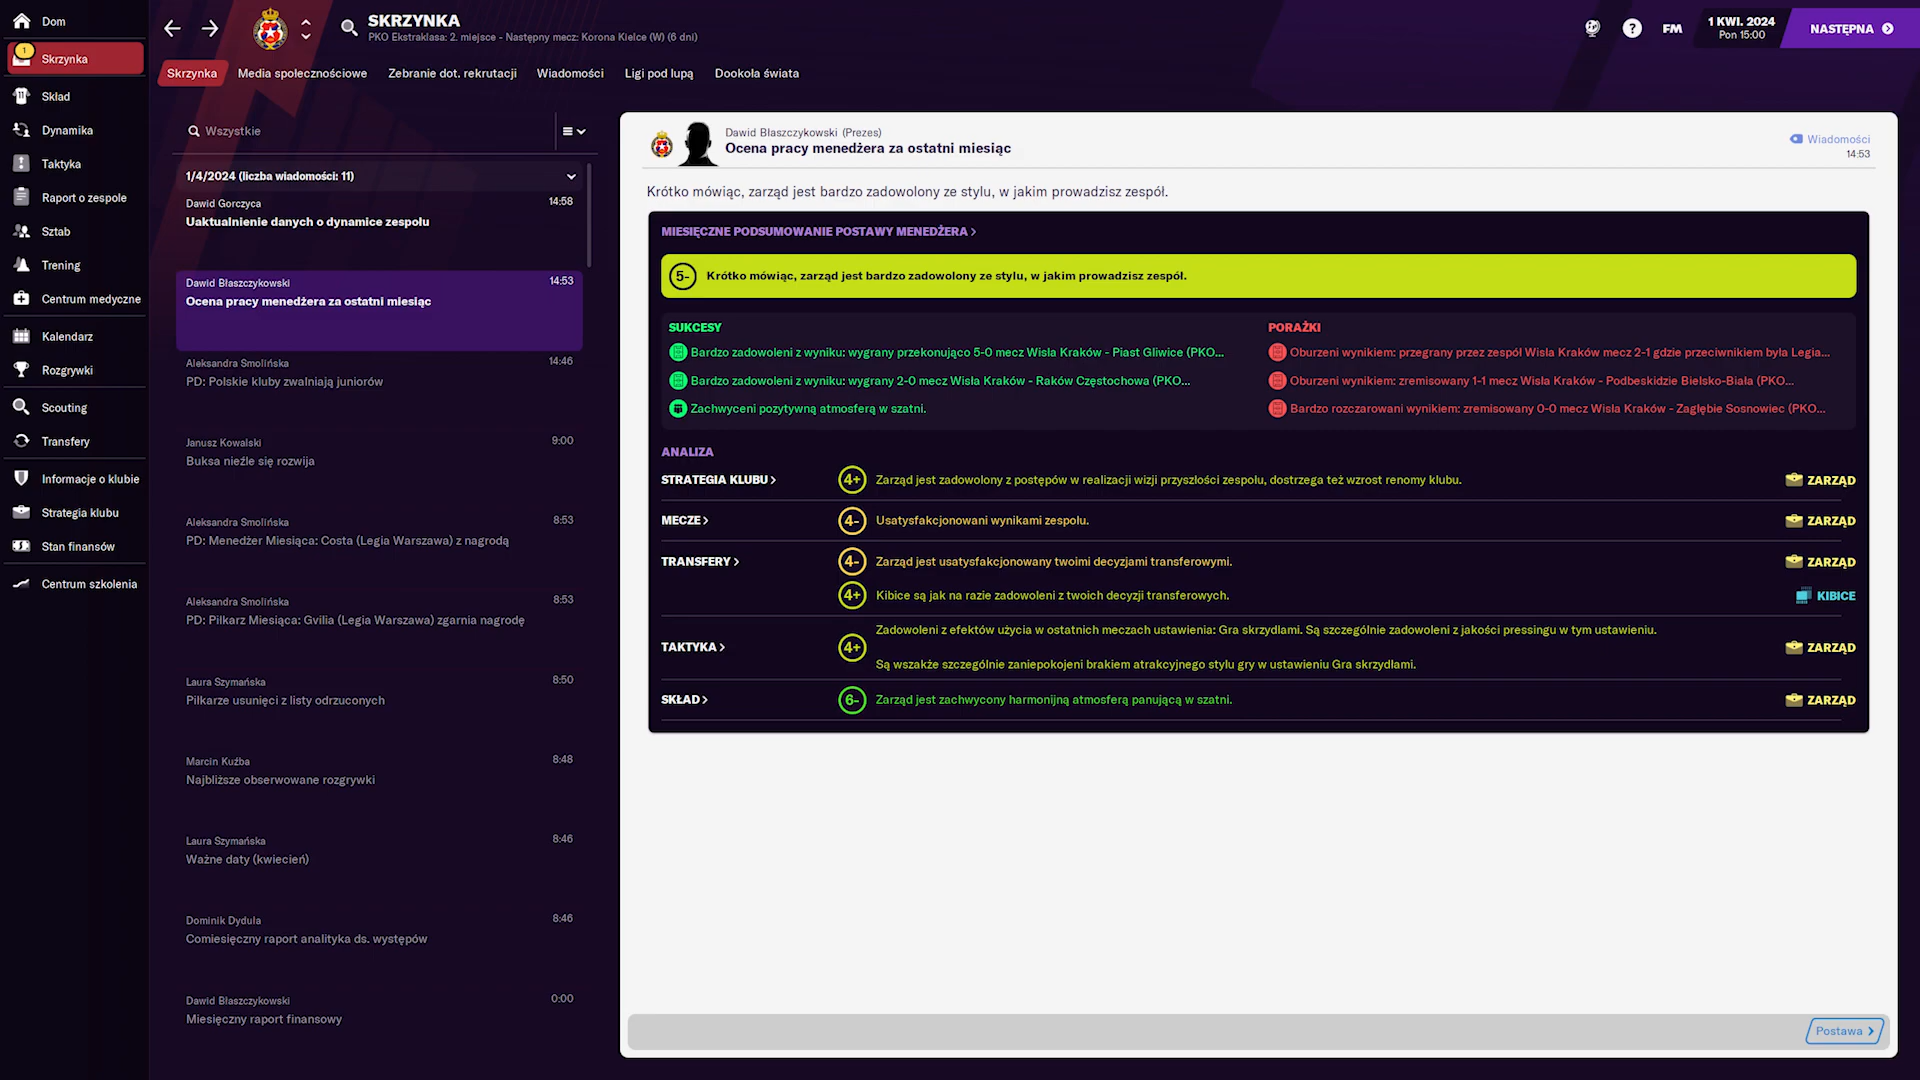 Dom
1
Skrzynka
Skład
Dynamika
Taktyka
Raport o zespole
Sztab
Trening
Centrum medyczne
Kalendarz
Rozgrywki
Scouting
Transfery
Informacje o klubie
Strategia klubu
Stan finansów
Centrum szkolenia
SKRZYNKA
PKO Ekstraklasa: 2. miejsce - Następny mecz: Korona Kielce (W) (6 dni)
?
FM
1 KWI. 2024
Pon 15:00
NASTĘPNA
Skrzynka
Media społecznościowe
Zebranie dot. rekrutacji
Wiadomości
Ligi pod lupą
Dookoła świata
Wszystkie
1/4/2024 (liczba wiadomości: 11)
Dawid Gorczyca 14:58
Uaktualnienie danych o dynamice zespołu
Dawid Błaszczykowski 14:53
Ocena pracy menedżera za ostatni miesiąc
Aleksandra Smolińska 14:46
PD: Polskie kluby zwalniają juniorów
Janusz Kowalski 9:00
Buksa nieźle się rozwija
Aleksandra Smolińska 8:53
PD: Menedżer Miesiąca: Costa (Legia Warszawa) z nagrodą
Aleksandra Smolińska 8:53
PD: Piłkarz Miesiąca: Gvilia (Legia Warszawa) zgarnia nagrodę
Laura Szymańska 8:50
Piłkarze usunięci z listy odrzuconych
Marcin Kuźba 8:48
Najbliższe obserwowane rozgrywki
Laura Szymańska 8:46
Ważne daty (kwiecień)
Dominik Dydula 8:46
Comiesięczny raport analityka ds. występów
Dawid Błaszczykowski 0:00
Miesięczny raport finansowy
Dawid Błaszczykowski (Prezes)
Ocena pracy menedżera za ostatni miesiąc
Wiadomości
14:53
Krótko mówiąc, zarząd jest bardzo zadowolony ze stylu, w jakim prowadzisz zespół.
MIESIĘCZNE PODSUMOWANIE POSTAWY MENEDŻERA >
5- Krótko mówiąc, zarząd jest bardzo zadowolony ze stylu, w jakim prowadzisz zespół.
SUKCESY
Bardzo zadowoleni z wyniku: wygrany przekonująco 5-0 mecz Wisła Kraków - Piast Gliwice (PKO...
Bardzo zadowoleni z wyniku: wygrany 2-0 mecz Wisła Kraków - Raków Częstochowa (PKO...
Zachwyceni pozytywną atmosferą w szatni.
PORAŻKI
Oburzeni wynikiem: przegrany przez zespół Wisła Kraków mecz 2-1 gdzie przeciwnikiem była Legia...
Oburzeni wynikiem: zremisowany 1-1 mecz Wisła Kraków - Podbeskidzie Bielsko-Biała (PKO...
Bardzo rozczarowani wynikiem: zremisowany 0-0 mecz Wisła Kraków - Zagłębie Sosnowiec (PKO...
ANALIZA
STRATEGIA KLUBU > 4+ Zarząd jest zadowolony z postępów w realizacji wizji przyszłości zespołu, dostrzega też wzrost renomy klubu. ZARZĄD
MECZE > 4- Usatysfakcjonowani wynikami zespołu. ZARZĄD
TRANSFERY > 4- Zarząd jest usatysfakcjonowany twoimi decyzjami transferowymi. ZARZĄD
4+ Kibice są jak na razie zadowoleni z twoich decyzji transferowych. KIBICE
Zadowoleni z efektów użycia w ostatnich meczach ustawienia: Gra skrzydłami. Są szczególnie zadowoleni z jakości pressingu w tym ustawieniu.
TAKTYKA > 4+ ZARZĄD
Są wszakże szczególnie zaniepokojeni brakiem atrakcyjnego stylu gry w ustawieniu Gra skrzydłami.
SKŁAD > 6- Zarząd jest zachwycony harmonijną atmosferą panującą w szatni. ZARZĄD
Postawa >